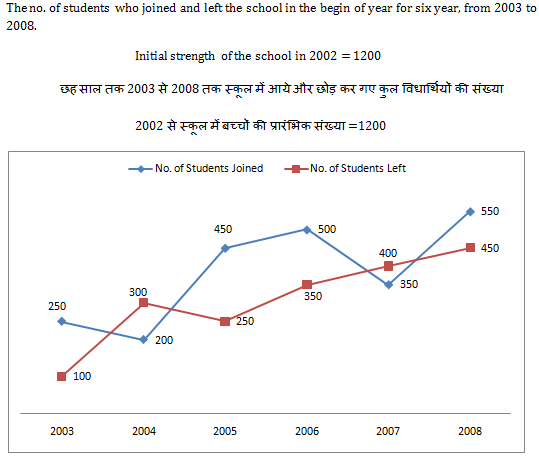 The no. of students who joined and left the school in the begin of year for six year, from 2003 to
2008.
Initial strength of the school in 2002 = 1200
छह साल तक 2003 से 2008 तक स्कूल में आये और छोड़ कर गए कुल विधार्थियों की संख्या
2002 से स्कूल में बच्चों की प्रारंभिक संख्या =1200
No. of Students Joined No. of Students Left
550
450 500
450
400
300 350
250 350
250
200
100
2003 2004 2005 2006 2007 2008